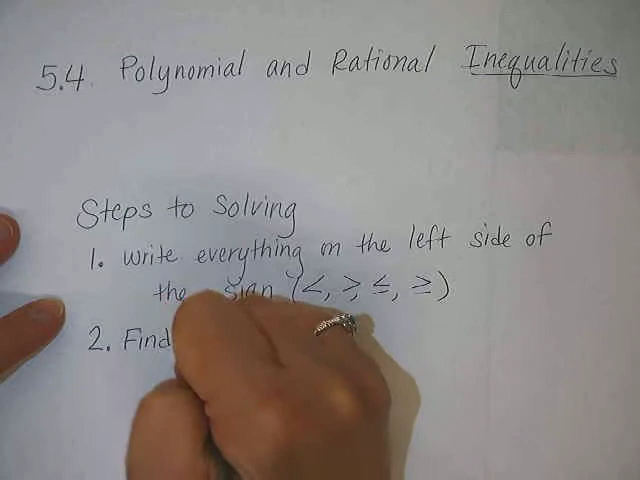 5.4. Polynomial and Rational Inequalities
Steps to Solving
1. Write everything on the left side of
the sign (<, >, ≤, ≥)
2. Find